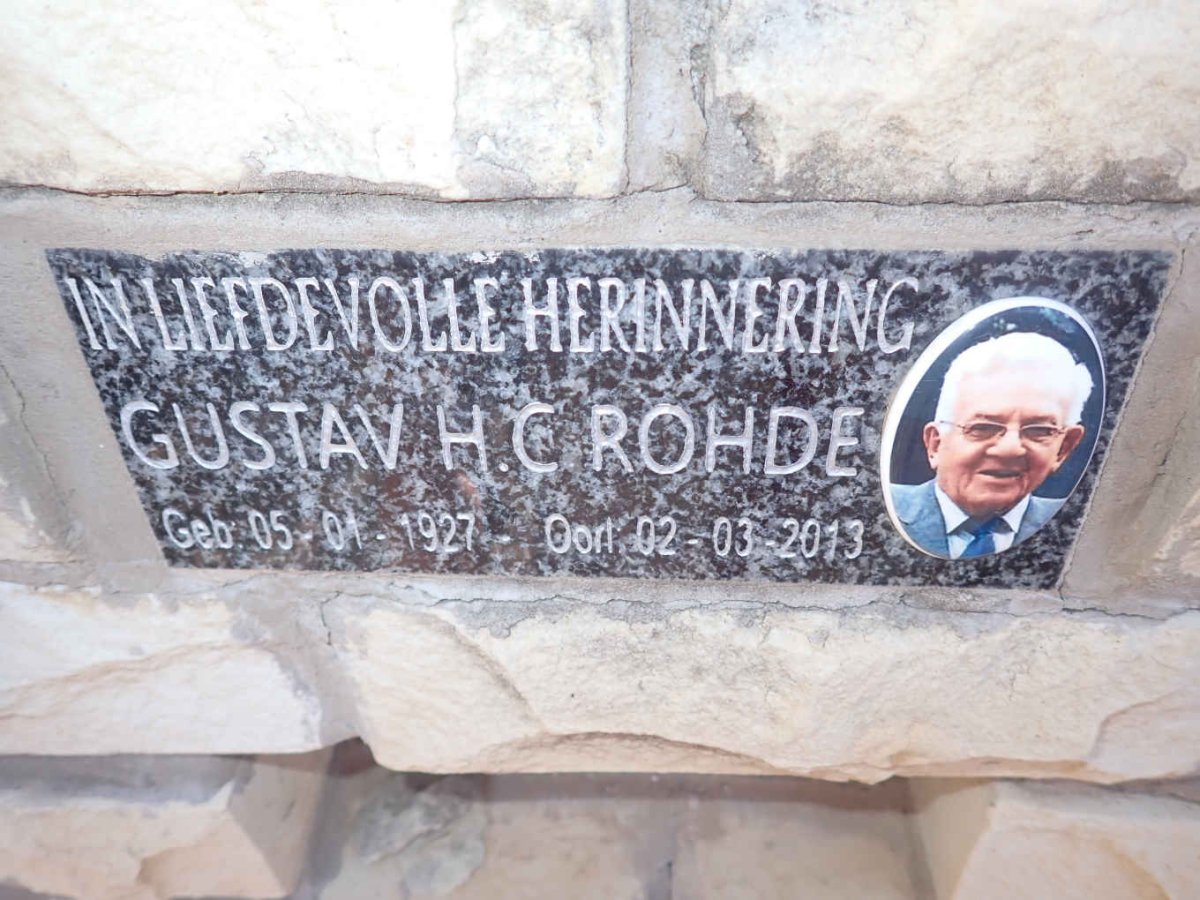 IN LIEFDEVOLLE HERINNERING
GUSTAV H.C ROHDE
Geb: 05 - 01 - 1927 - Oorl: 02 - 03 - 2013